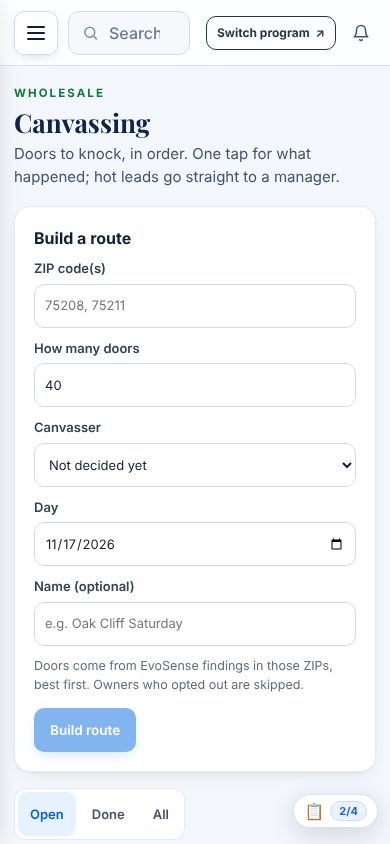 Search
Switch program ↗
WHOLESALE
Canvassing
Doors to knock, in order. One tap for what
happened; hot leads go straight to a manager.
Build a route
ZIP code(s)
75208, 75211
How many doors
40
Canvasser
Not decided yet
Day
11/17/2026
Name (optional)
e.g. Oak Cliff Saturday
Doors come from EvoSense findings in those ZIPs,
best first. Owners who opted out are skipped.
Build route
Open Done All
2/4